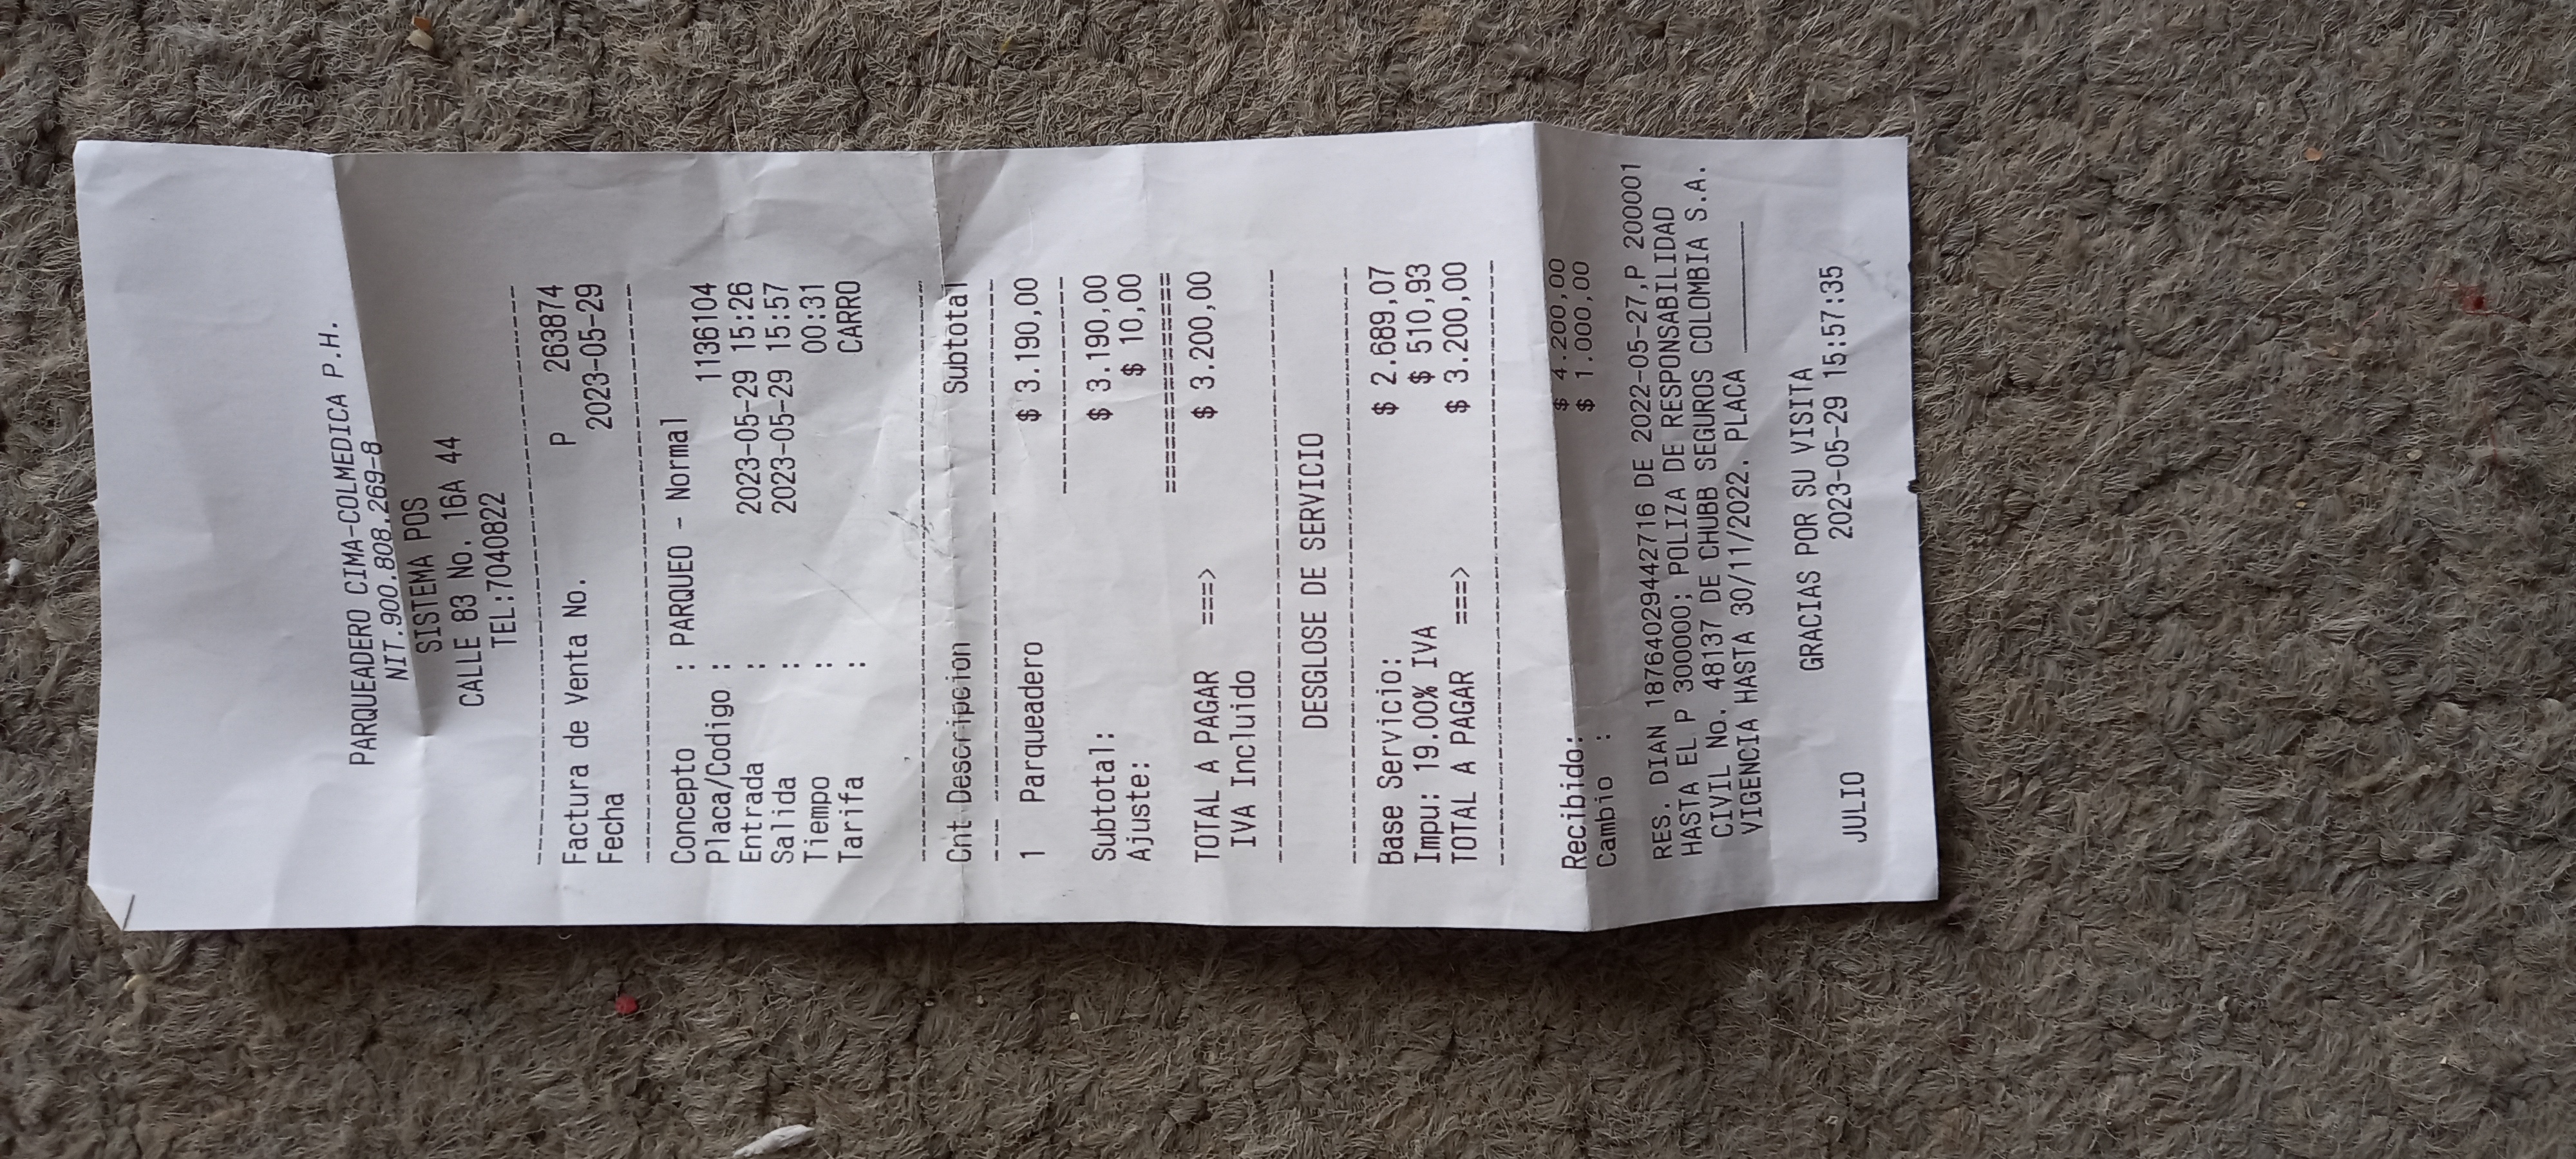 PARQUEADERO CIMA-COLMEDICA P.H.
NIT.900.808.269-8
SISTEMA POS
CALLE 83 No. 16A 44
TEL:7040822
Factura de Venta No. P 263874
Fecha 2023-05-29
Concepto : PARQUEO - Normal
Placa/Codigo : 1136104
Entrada : 2023-05-29 15:26
Salida : 2023-05-29 15:57
Tiempo : 00:31
Tarifa : CARRO
Cnt Descripcion Subtotal
1 Parqueadero $ 3.190,00
Subtotal: $ 3.190,00
Ajuste: $ 10,00
TOTAL A PAGAR ===> $ 3.200,00
IVA Incluido
DESGLOSE DE SERVICIO
Base Servicio: $ 2.689,07
Impu: 19.00% IVA $ 510,93
TOTAL A PAGAR ===> $ 3.200,00
Recibido: $ 4.200,00
Cambio : $ 1.000,00
RES. DIAN 18764029442716 DE 2022-05-27,P 200001
HASTA EL P 300000; POLIZA DE RESPONSABILIDAD
CIVIL No. 48137 DE CHUBB SEGUROS COLOMBIA S.A.
VIGENCIA HASTA 30/11/2022. PLACA ________
GRACIAS POR SU VISITA
JULIO 2023-05-29 15:57:35